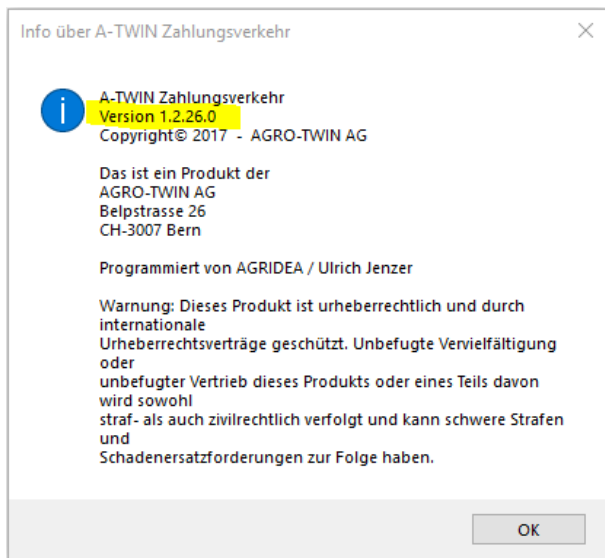 Info über A-TWIN Zahlungsverkehr
A-TWIN Zahlungsverkehr
Version 1.2.26.0
Copyright© 2017 - AGRO-TWIN AG
Das ist ein Produkt der
AGRO-TWIN AG
Belpstrasse 26
CH-3007 Bern
Programmiert von AGRIDEA / Ulrich Jenzer
Warnung: Dieses Produkt ist urheberrechtlich und durch
internationale
Urheberrechtsverträge geschützt. Unbefugte Vervielfältigung
oder
unbefugter Vertrieb dieses Produkts oder eines Teils davon
wird sowohl
straf- als auch zivilrechtlich verfolgt und kann schwere Strafen
und
Schadenersatzforderungen zur Folge haben.
OK